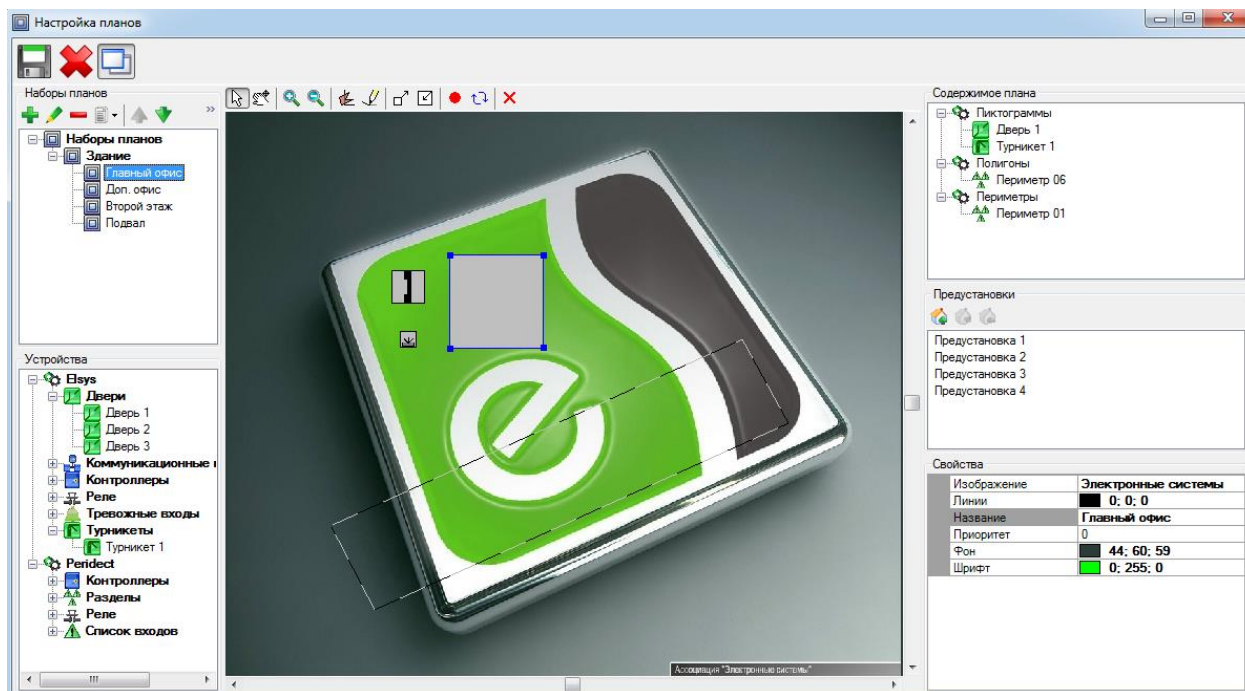 Настройка планов
Наборы планов
Наборы планов
Здание
Главный офис
Доп. офис
Второй этаж
Подвал
Устройства
Elsys
Двери
Дверь 1
Дверь 2
Дверь 3
Коммуникационные
Контроллеры
Реле
Тревожные входы
Турникеты
Турникет 1
Peridect
Контроллеры
Разделы
Реле
Список входов
Ассоциация "Электронные системы"
Содержимое плана
Пиктограммы
Дверь 1
Турникет 1
Полигоны
Периметр 06
Периметры
Периметр 01
Предустановки
Предустановка 1
Предустановка 2
Предустановка 3
Предустановка 4
Свойства
Изображение Электронные системы
Линии 0; 0; 0
Название Главный офис
Приоритет 0
Фон 44; 60; 59
Шрифт 0; 255; 0